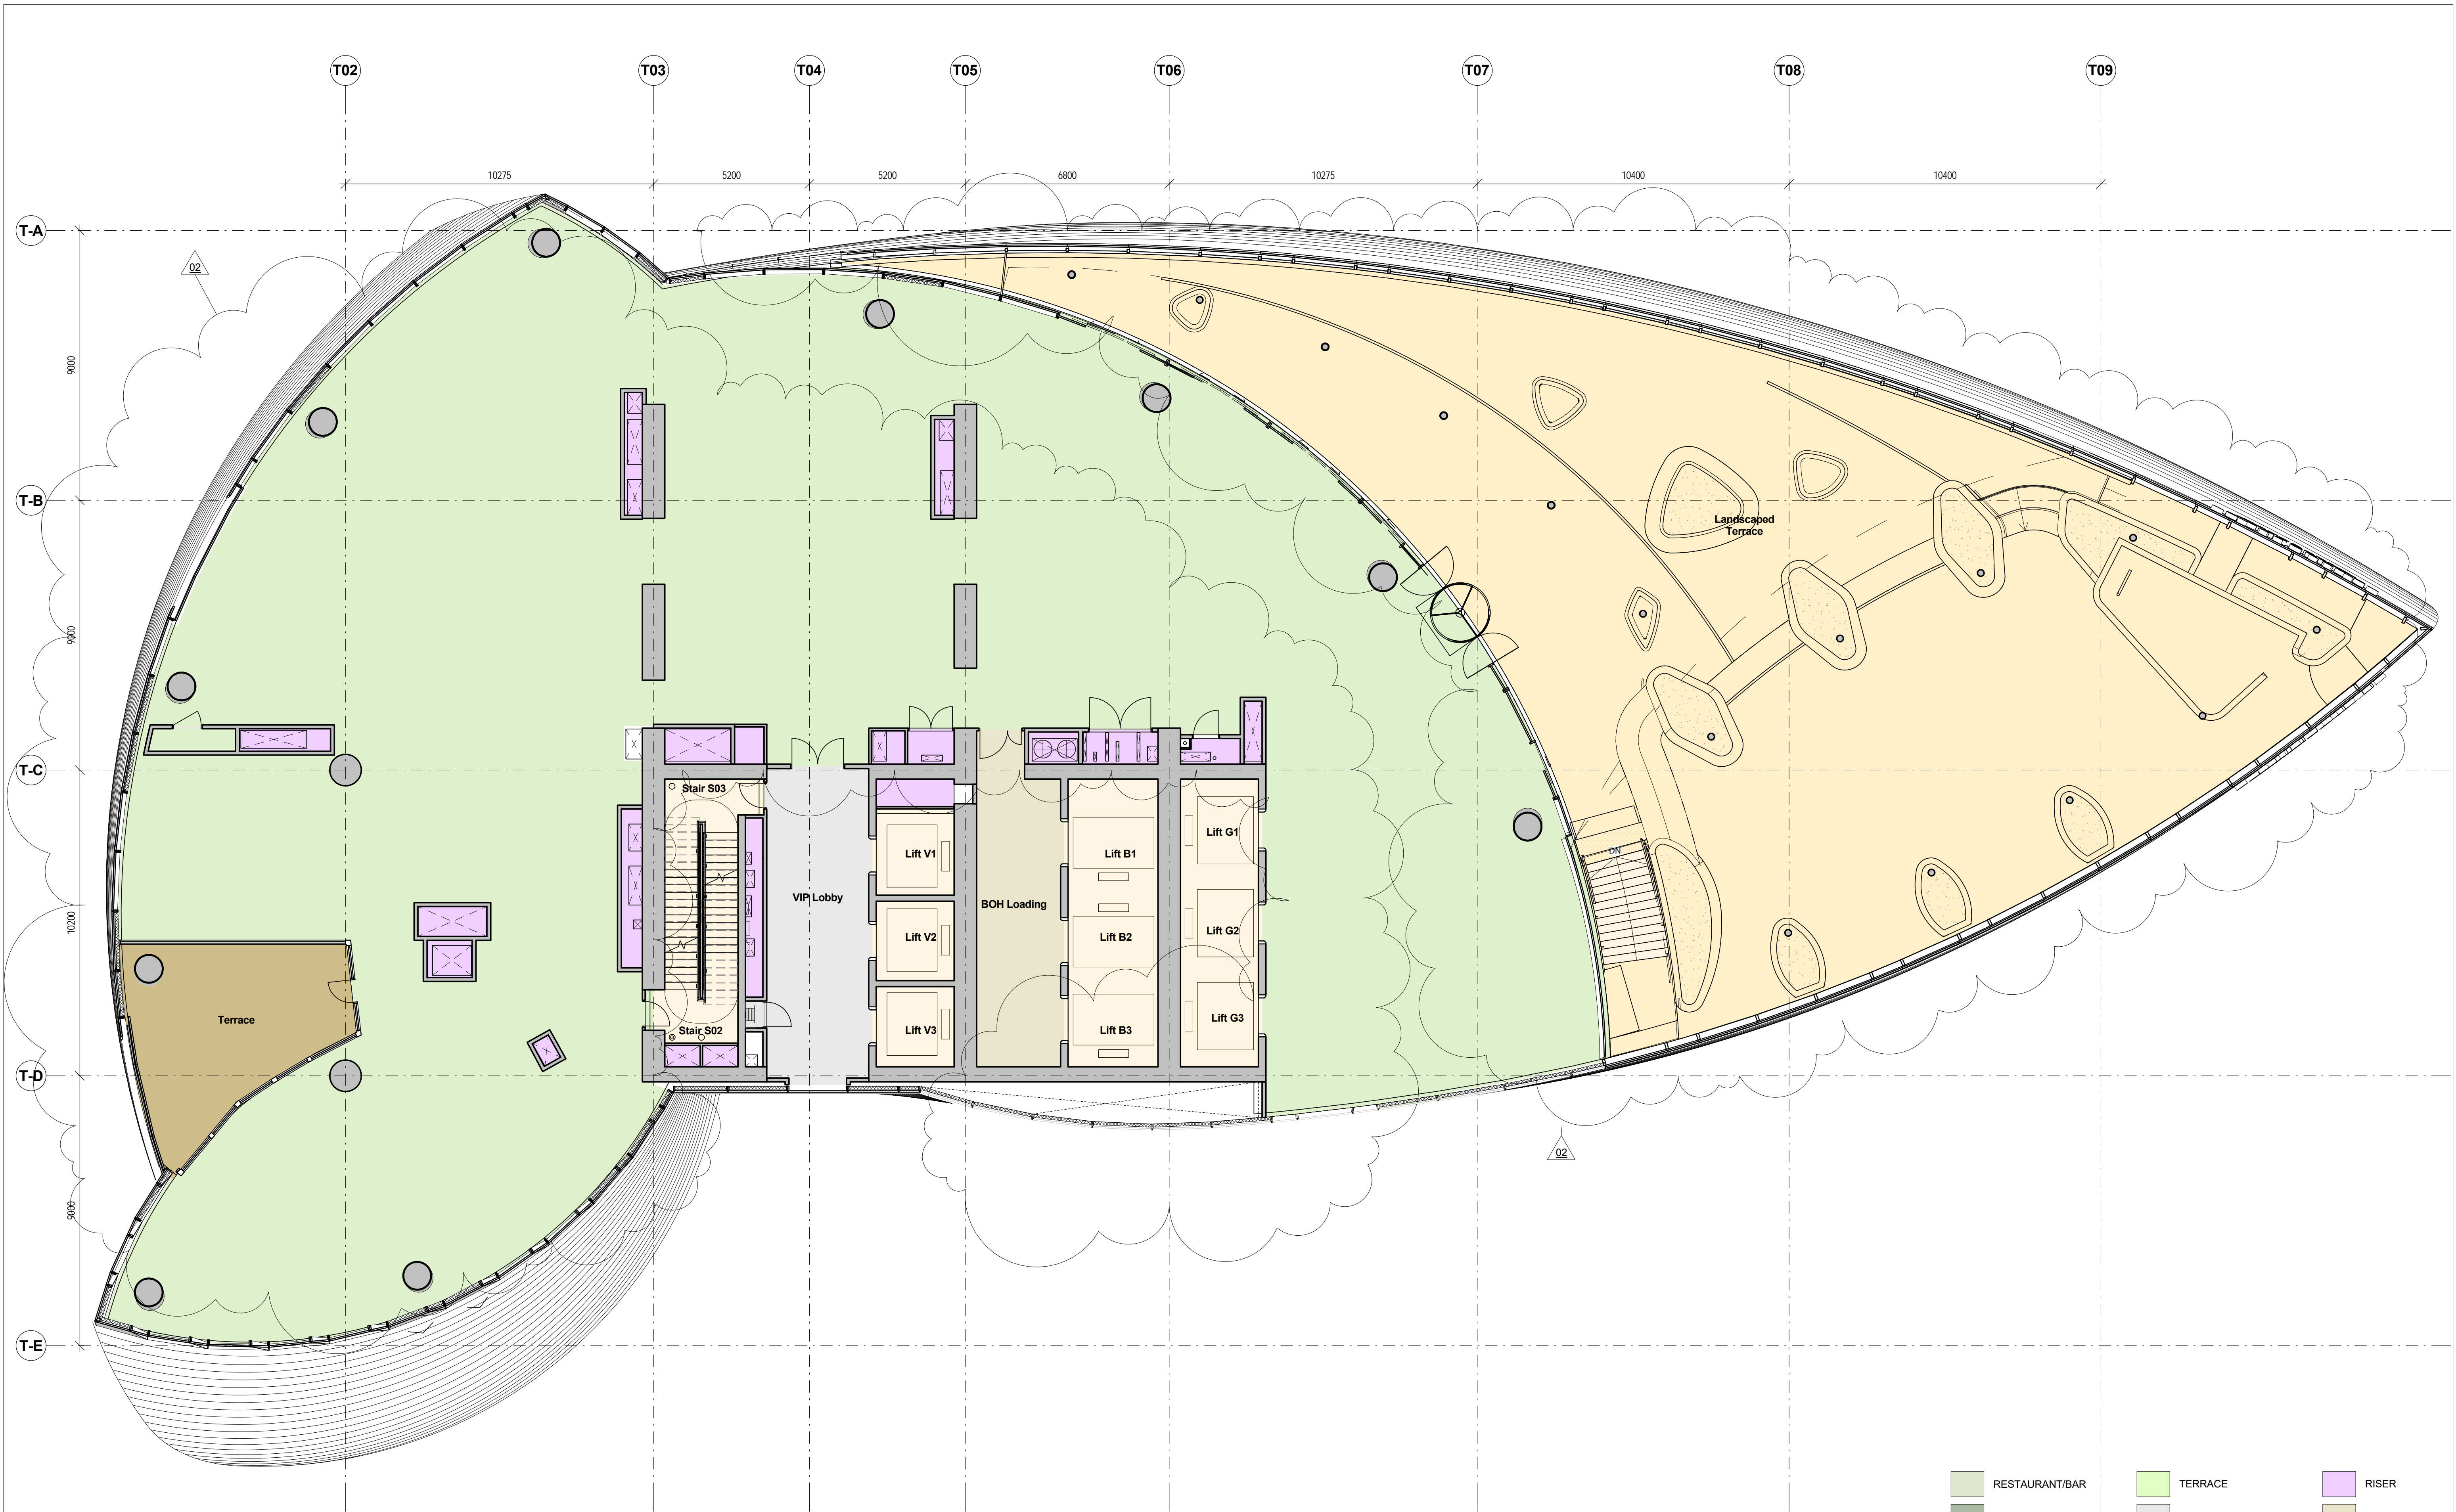 T02 T03 T04 T05 T06 T07 T08 T09
10275 5200 5200 6800 10275 10400 10400
T-A
02
9000
T-B
Landscaped
Terrace
9000
T-C
Stair S03
Lift G1
DN
Lift V1
Lift B1
VIP Lobby
BOH Loading
10200
Lift G2
Lift V2
Lift B2
Terrace
Lift G3
Stair S02
Lift V3
Lift B3
T-D
02
9000
T-E
RESTAURANT/BAR TERRACE RISER